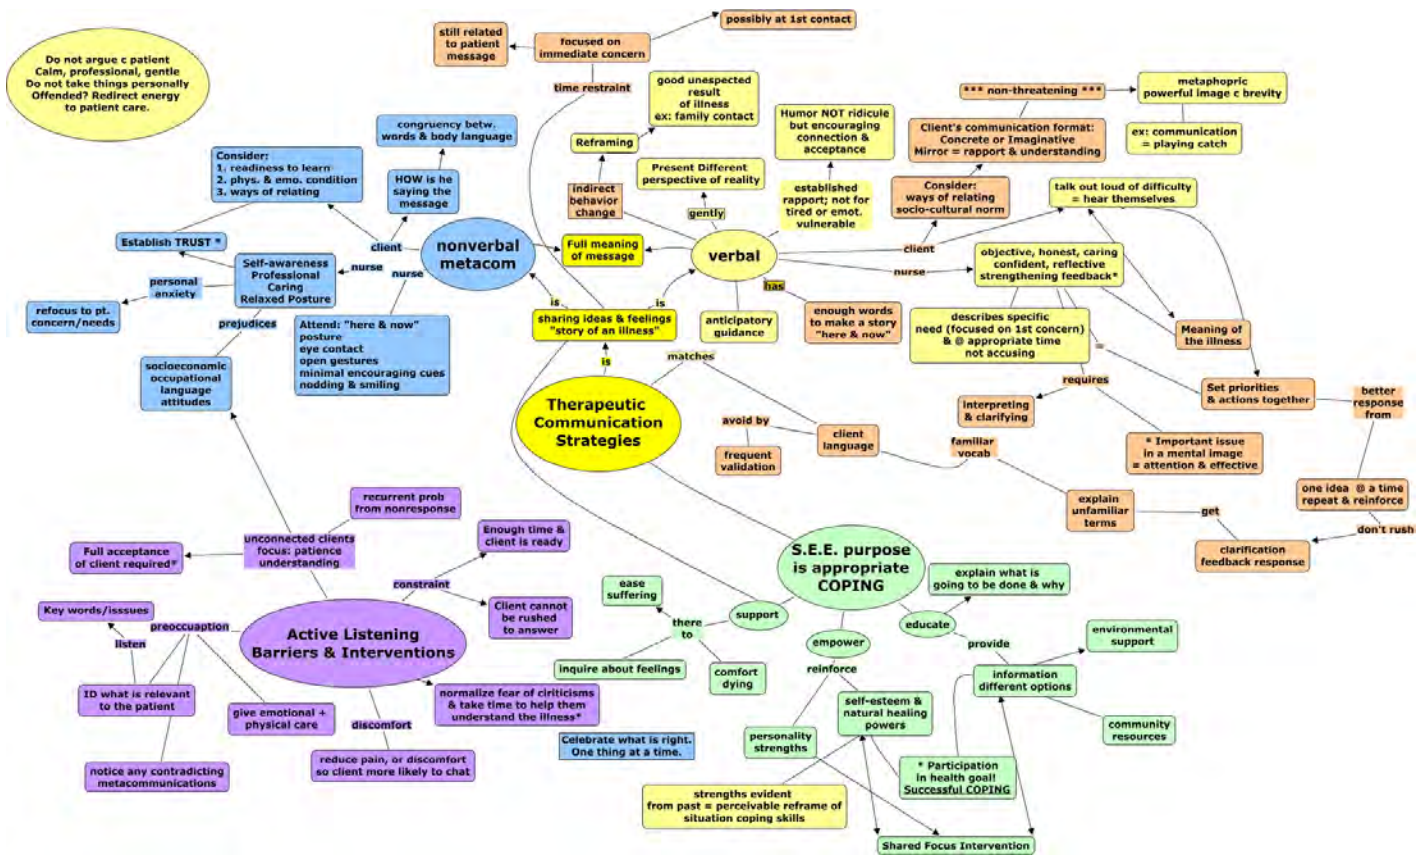 possibly at 1st contact
still related
to patient
message
focused on
immediate concern
time restraint
Do not argue c patient
Calm, professional, gentle
Do not take things personally
Offended? Redirect energy
to patient care.
good unespected
result
of illness
ex: family contact
*** non-threatening ***
metaphopric
powerful image c brevity
ex: communication
= playing catch
congruency betw.
words & body language
Humor NOT ridicule
but encouraging
connection &
acceptance
Client's communication format:
Concrete or Imaginative
Mirror = rapport & understanding
Reframing
Consider:
1. readiness to learn
2. phys. & emo. condition
3. ways of relating
HOW is he
saying the
message
Present Different
perspective of reality
indirect
behavior
change
gently
established
rapport; not for
tired or emot.
vulnerable
Consider:
ways of relating
socio-cultural norm
talk out loud of difficulty
= hear themselves
Establish TRUST *
client
nonverbal
metacom
Full meaning
of message
verbal
client
nurse
objective, honest, caring
confident, reflective
strengthening feedback*
Self-awareness
Professional
Caring
Relaxed Posture
nurse
nurse
personal
anxiety
refocus to pt.
concern/needs
prejudices
is
is
has
sharing ideas & feelings
"story of an illness"
anticipatory
guidance
enough words
to make a story
"here & now"
describes specific
need (focused on 1st concern)
& @ appropriate time
not accusing
Meaning of
the illness
Attend: "here & now"
posture
eye contact
open gestures
minimal encouraging cues
nodding & smiling
socioeconomic
occupational
language
attitudes
is
matches
=
requires
Set priorities
& actions together
better
response
from
Therapeutic
Communication
Strategies
interpreting
& clarifying
avoid by
client
language
frequent
validation
familiar
vocab
* Important issue
in a mental image
= attention & effective
recurrent prob
from nonresponse
explain
unfamiliar
terms
get
one idea @ a time
repeat & reinforce
don't rush
clarification
feedback response
unconnected clients
focus: patience
understanding
Full acceptance
of client required*
Enough time &
client is ready
constraint
Client cannot
be rushed
to answer
S.E.E. purpose
is appropriate
COPING
explain what is
going to be done & why
ease
suffering
support
there
to
educate
empower
Key words/isssues
preoccuaption
listen
Active Listening
Barriers & Interventions
inquire about feelings
comfort
dying
reinforce
provide
environmental
support
information
different options
ID what is relevant
to the patient
give emotional +
physical care
normalize fear of ciriticisms
& take time to help them
understand the illness*
discomfort
self-esteem &
natural healing
powers
personality
strengths
community
resources
Celebrate what is right.
One thing at a time.
notice any contradicting
metacommunications
reduce pain, or discomfort
so client more likely to chat
* Participation
in health goal!
Successful COPING
strengths evident
from past = perceivable reframe of
situation coping skills
Shared Focus Intervention